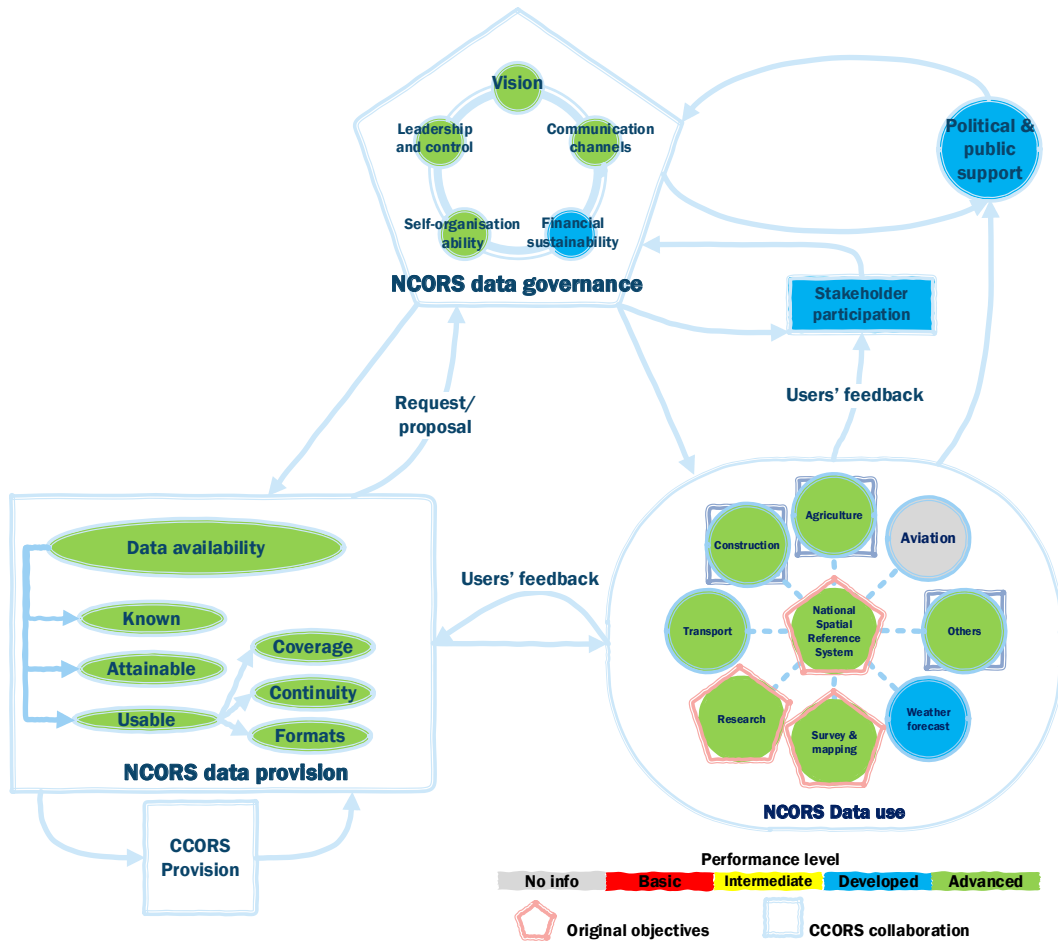 Vision
Leadership
and control
Communication
channels
Self-organisation
ability
Financial
sustainability
NCORS data governance
Political &
public
support
Stakeholder
participation
Request/
proposal
Users' feedback
Data availability
Known
Attainable
Usable
Coverage
Continuity
Formats
NCORS data provision
CCORS
Provision
Users' feedback
Agriculture
Construction
Aviation
Transport
National
Spatial
Reference
System
Others
Research
Survey &
mapping
Weather
forecast
NCORS Data use
Performance level
No info
Basic
Intermediate
Developed
Advanced
Original objectives
CCORS collaboration